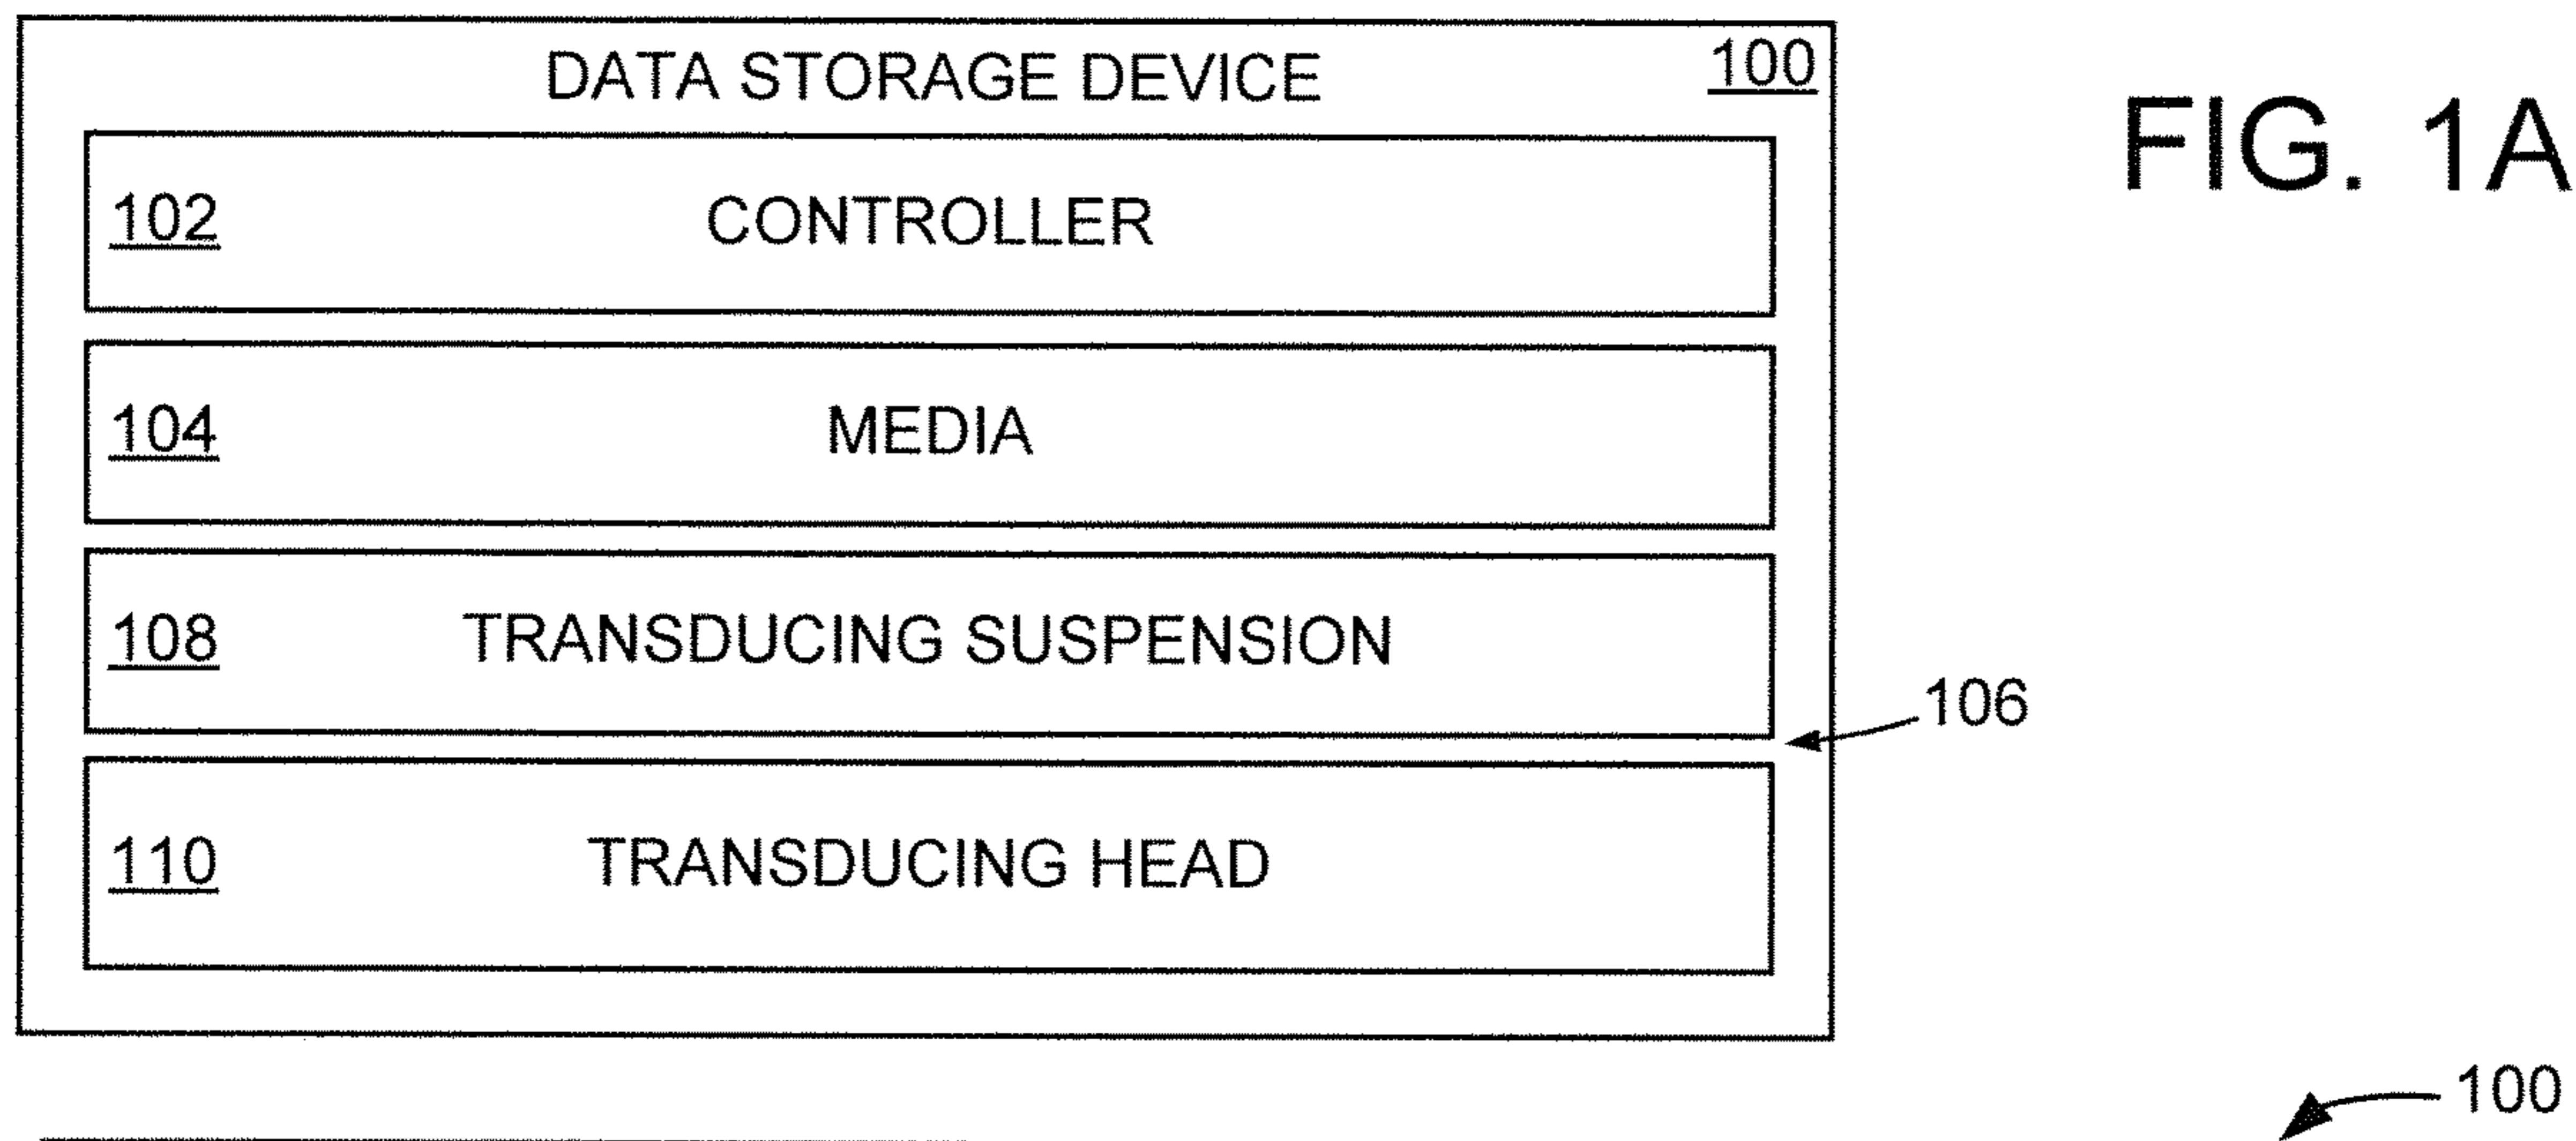 DATA STORAGE DEVICE 100
FIG. 1A
102 CONTROLLER
104 MEDIA
108 TRANSDUCING SUSPENSION
106
110 TRANSDUCING HEAD
100